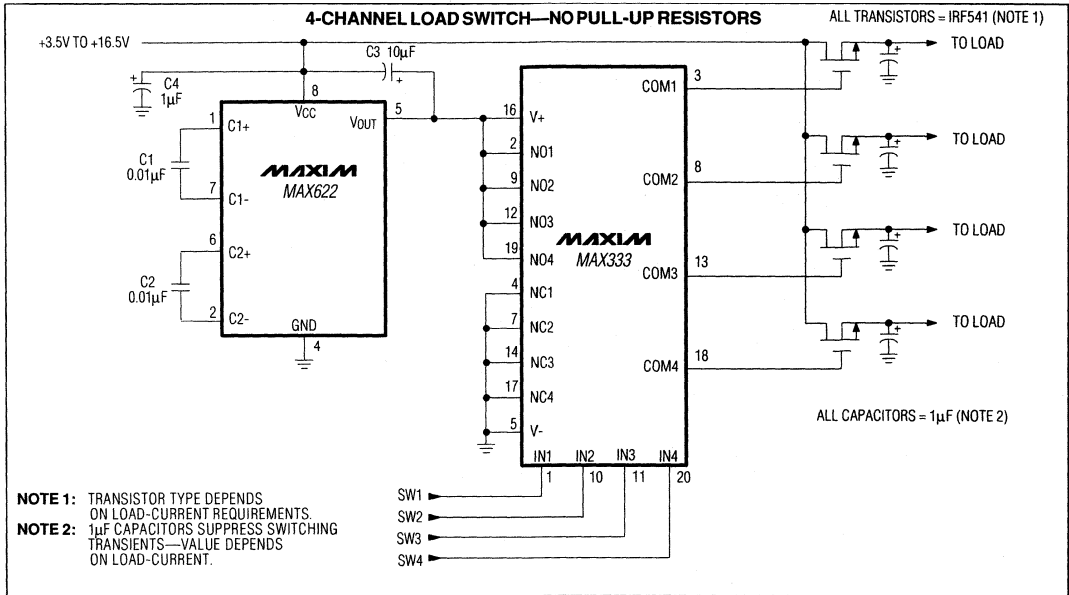 4-CHANNEL LOAD SWITCH—NO PULL-UP RESISTORS
ALL TRANSISTORS = IRF541 (NOTE 1)
+3.5V TO +16.5V
C3 10µF
+
TO LOAD
+
C4
1µF
8
VCC
VOUT
5
1
C1+
C1
0.01µF
7
C1-
MAXIM
MAX622
6
C2+
C2
0.01µF
2
C2-
GND
4
16
V+
2
NO1
9
NO2
12
NO3
19
NO4
4
NC1
7
NC2
14
NC3
17
NC4
5
V-
MAXIM
MAX333
COM1
3
COM2
8
COM3
13
COM4
18
IN1
IN2
IN3
IN4
1
10
11
20
+
+
TO LOAD
+
TO LOAD
+
TO LOAD
ALL CAPACITORS = 1µF (NOTE 2)
SW1
SW2
SW3
SW4
NOTE 1: TRANSISTOR TYPE DEPENDS
ON LOAD-CURRENT REQUIREMENTS.
NOTE 2: 1µF CAPACITORS SUPPRESS SWITCHING
TRANSIENTS—VALUE DEPENDS
ON LOAD-CURRENT.